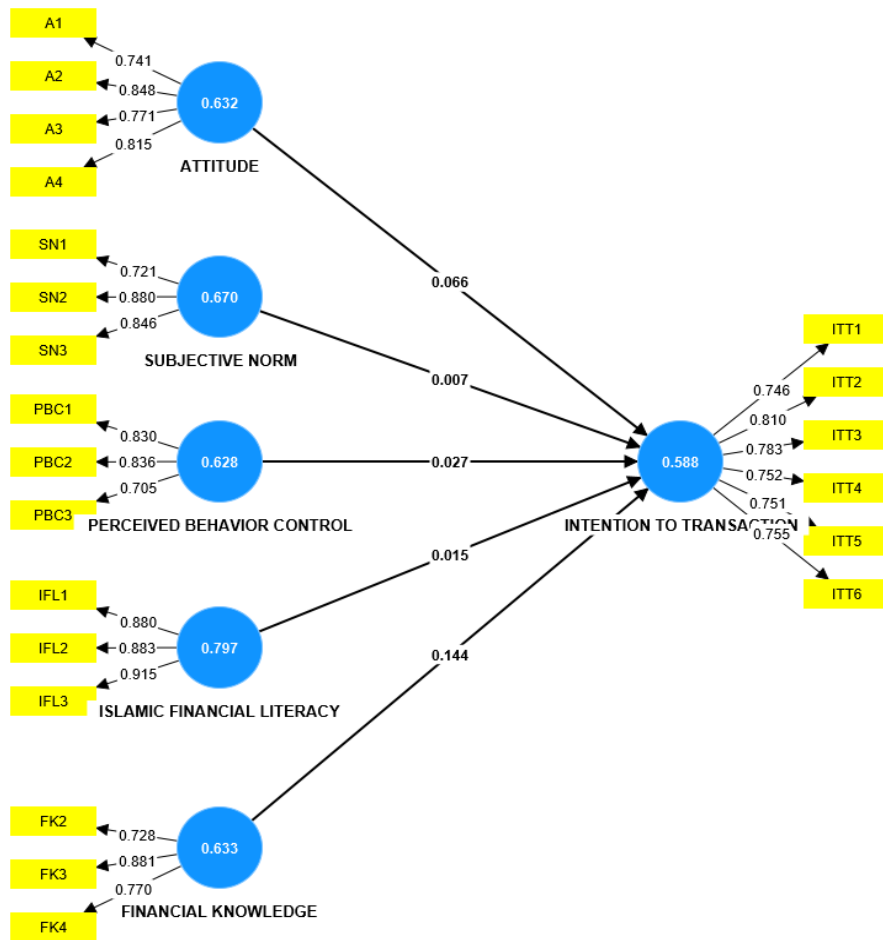 A1
0.741
A2
0.848
0.632
0.771
A3
0.815
ATTITUDE
A4
SN1
0.721
SN2
0.880
0.670
0.846
SN3
SUBJECTIVE NORM
PBC1
0.830
PBC2
0.836
0.628
0.705
PBC3
PERCEIVED BEHAVIOR CONTROL
IFL1
0.880
IFL2
0.883
0.797
0.915
IFL3
ISLAMIC FINANCIAL LITERACY
FK2
0.728
FK3
0.881
0.633
0.770
FK4
FINANCIAL KNOWLEDGE
0.066
0.007
0.027
0.015
0.144
0.588
INTENTION TO TRANSACTION
ITT1
0.746
ITT2
0.810
ITT3
0.783
0.752
ITT4
0.751
0.755
ITT5
ITT6